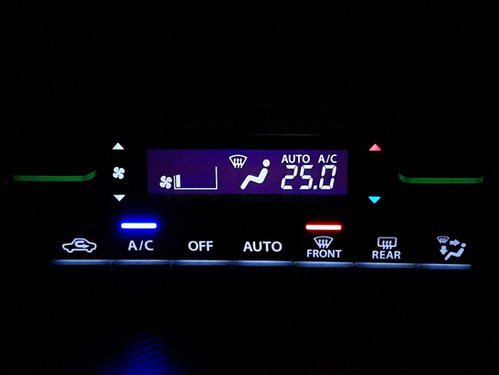 AUTO A/C
25.0
A/C OFF AUTO FRONT REAR